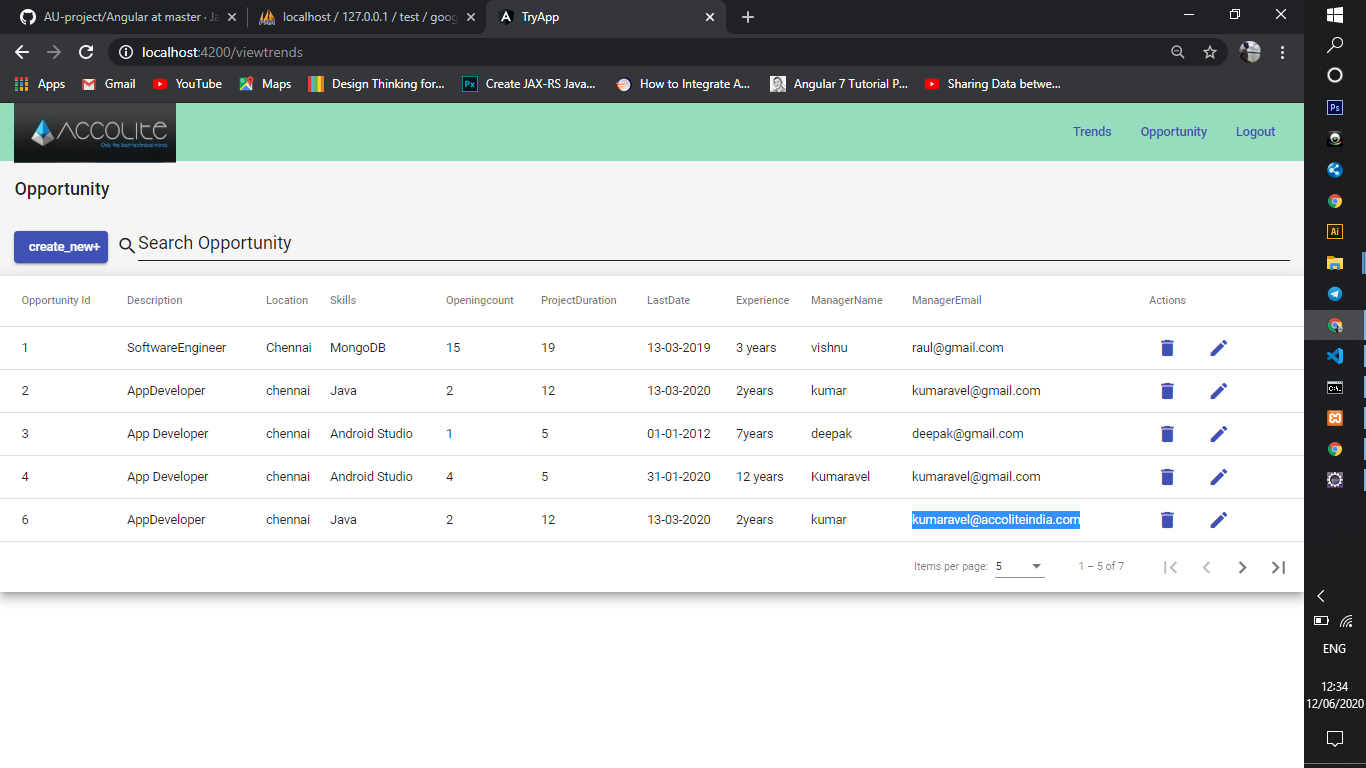 AU-project/Angular at master · Ja
localhost / 127.0.0.1 / test / goog
TryApp
localhost:4200/viewtrends
Apps Gmail YouTube Maps Design Thinking for... Px Create JAX-RS Java... How to Integrate A... Angular 7 Tutorial P... Sharing Data betwe...
ACCOLITE
Only the best technical minds
Trends Opportunity Logout
Opportunity
create_new+ Search Opportunity
Opportunity Id Description Location Skills Openingcount ProjectDuration LastDate Experience ManagerName ManagerEmail Actions
1 SoftwareEngineer Chennai MongoDB 15 19 13-03-2019 3 years vishnu raul@gmail.com
2 AppDeveloper chennai Java 2 12 13-03-2020 2years kumar kumaravel@gmail.com
3 App Developer chennai Android Studio 1 5 01-01-2012 7years deepak deepak@gmail.com
4 App Developer chennai Android Studio 4 5 31-01-2020 12 years Kumaravel kumaravel@gmail.com
6 AppDeveloper chennai Java 2 12 13-03-2020 2years kumar kumaravel@accoliteindia.com
Items per page: 5 1 – 5 of 7
Ps
Ai
C:\.
ENG
12:34
12/06/2020